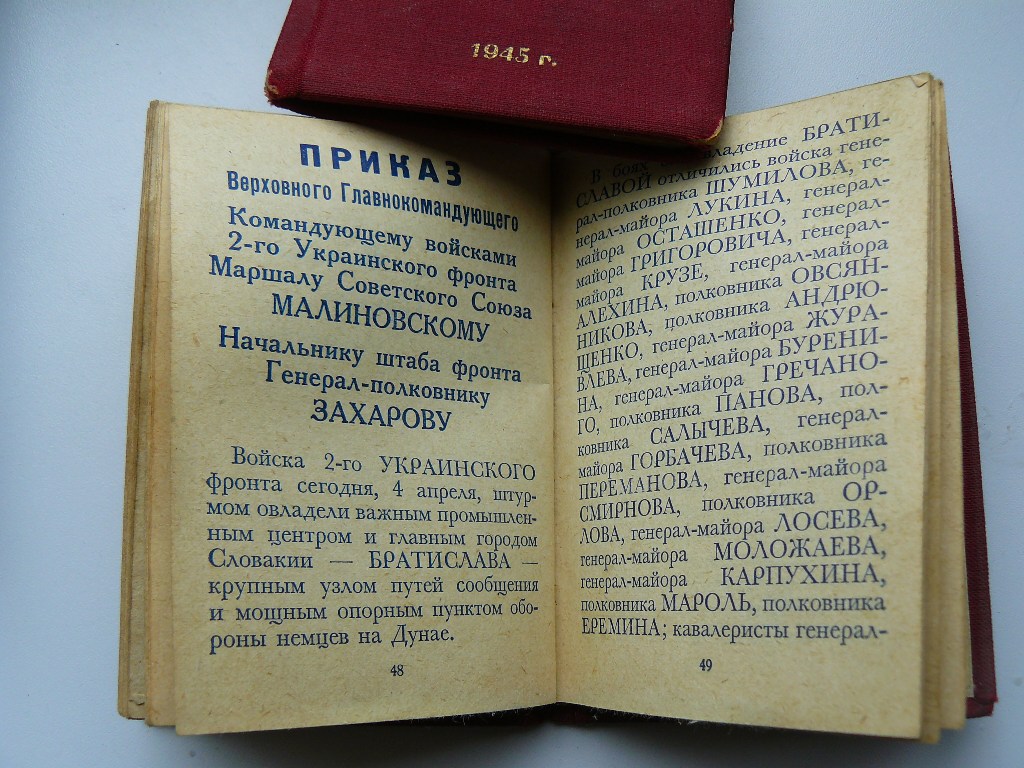 1945 г.
ПРИКАЗ
Верховного Главнокомандующего
Командующему войсками
2-го Украинского фронта
Маршалу Советского Союза
МАЛИНОВСКОМУ
Начальнику штаба фронта
Генерал-полковнику
ЗАХАРОВУ
Войска 2-го УКРАИНСКОГО
фронта сегодня, 4 апреля, штур-
мом овладели важным промышлен-
ным центром и главным городом
Словакии — БРАТИСЛАВА —
крупным узлом путей сообщения
и мощным опорным пунктом обо-
роны немцев на Дунае.
48
В боях владение БРАТИ-
СЛАВОЙ отличились войска гене-
рал-полковника ШУМИЛОВА, ге-
нерал-майора ЛУКИНА, генерал-
майора ОСТАШЕНКО, генерал-
майора ГРИГОРОВИЧА, генерал-
майора КРУЗЕ, генерал-майора
АЛЕХИНА, полковника ОВСЯН-
НИКОВА, полковника АНДРЮ-
ЩЕНКО, генерал-майора ЖУРА-
ВЛЕВА, генерал-майора БУРЕНИ-
НА, генерал-майора ГРЕЧАНО-
ГО, полковника ПАНОВА, пол-
ковника САЛЫЧЕВА, генерал-
майора ГОРБАЧЕВА, полковника
ПЕРЕМАНОВА, генерал-майора
СМИРНОВА, полковника ОР-
ЛОВА, генерал-майора ЛОСЕВА,
генерал-майора МОЛОЖАЕВА,
генерал-майора КАРПУХИНА,
полковника МАРОЛЬ, полковника
ЕРЕМИНА; кавалеристы генерал-
49